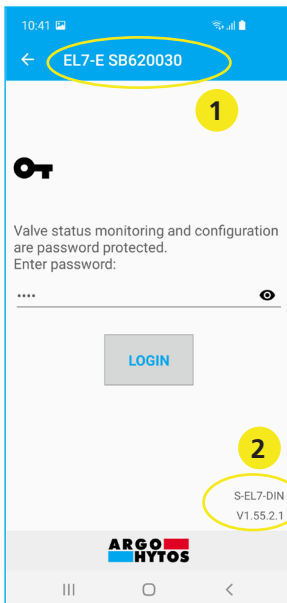 10:41
EL7-E SB620030
1
Valve status monitoring and configuration
are password protected.
Enter password:
....
LOGIN
2
S-EL7-DIN
V1.55.2.1
ARGO
HYTOS